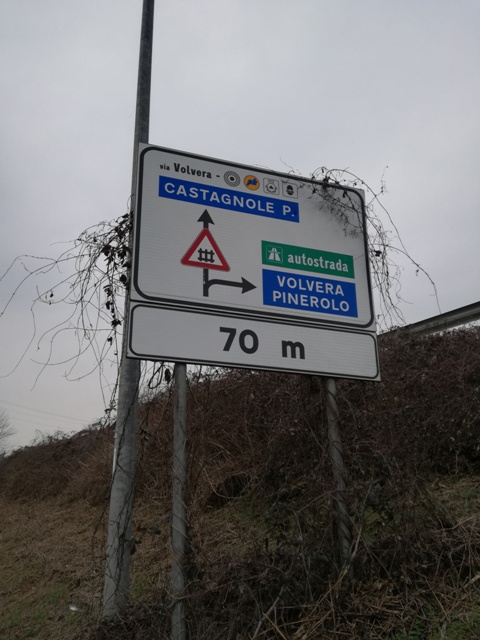 via Volvera -
CASTAGNOLE P.
autostrada
VOLVERA
PINEROLO
70 m